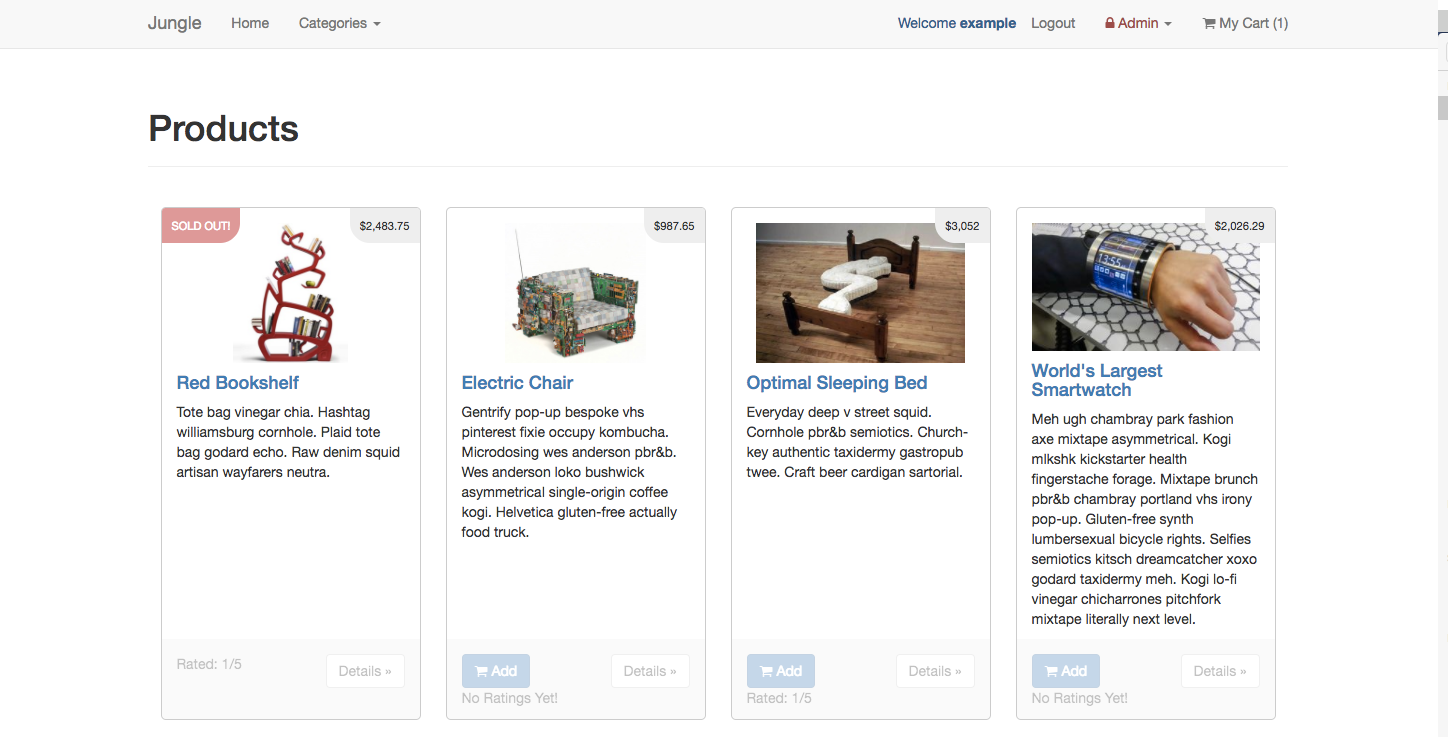 Jungle Home Categories Welcome example Logout Admin My Cart (1)
Products
SOLD OUT! $2,483.75
Red Bookshelf
Tote bag vinegar chia. Hashtag
williamsburg cornhole. Plaid tote
bag godard echo. Raw denim squid
artisan wayfarers neutra.
Rated: 1/5 Details »
$987.65
Electric Chair
Gentrify pop-up bespoke vhs
pinterest fixie occupy kombucha.
Microdosing wes anderson pbr&b.
Wes anderson loko bushwick
asymmetrical single-origin coffee
kogi. Helvetica gluten-free actually
food truck.
Add Details »
No Ratings Yet!
$3,052
Optimal Sleeping Bed
Everyday deep v street squid.
Cornhole pbr&b semiotics. Church-
key authentic taxidermy gastropub
twee. Craft beer cardigan sartorial.
Add Details »
Rated: 1/5
$2,026.29
13:55
World's Largest
Smartwatch
Meh ugh chambray park fashion
axe mixtape asymmetrical. Kogi
mlkshk kickstarter health
fingerstache forage. Mixtape brunch
pbr&b chambray portland vhs irony
pop-up. Gluten-free synth
lumbersexual bicycle rights. Selfies
semiotics kitsch dreamcatcher xoxo
godard taxidermy meh. Kogi lo-fi
vinegar chicharrones pitchfork
mixtape literally next level.
Add Details »
No Ratings Yet!